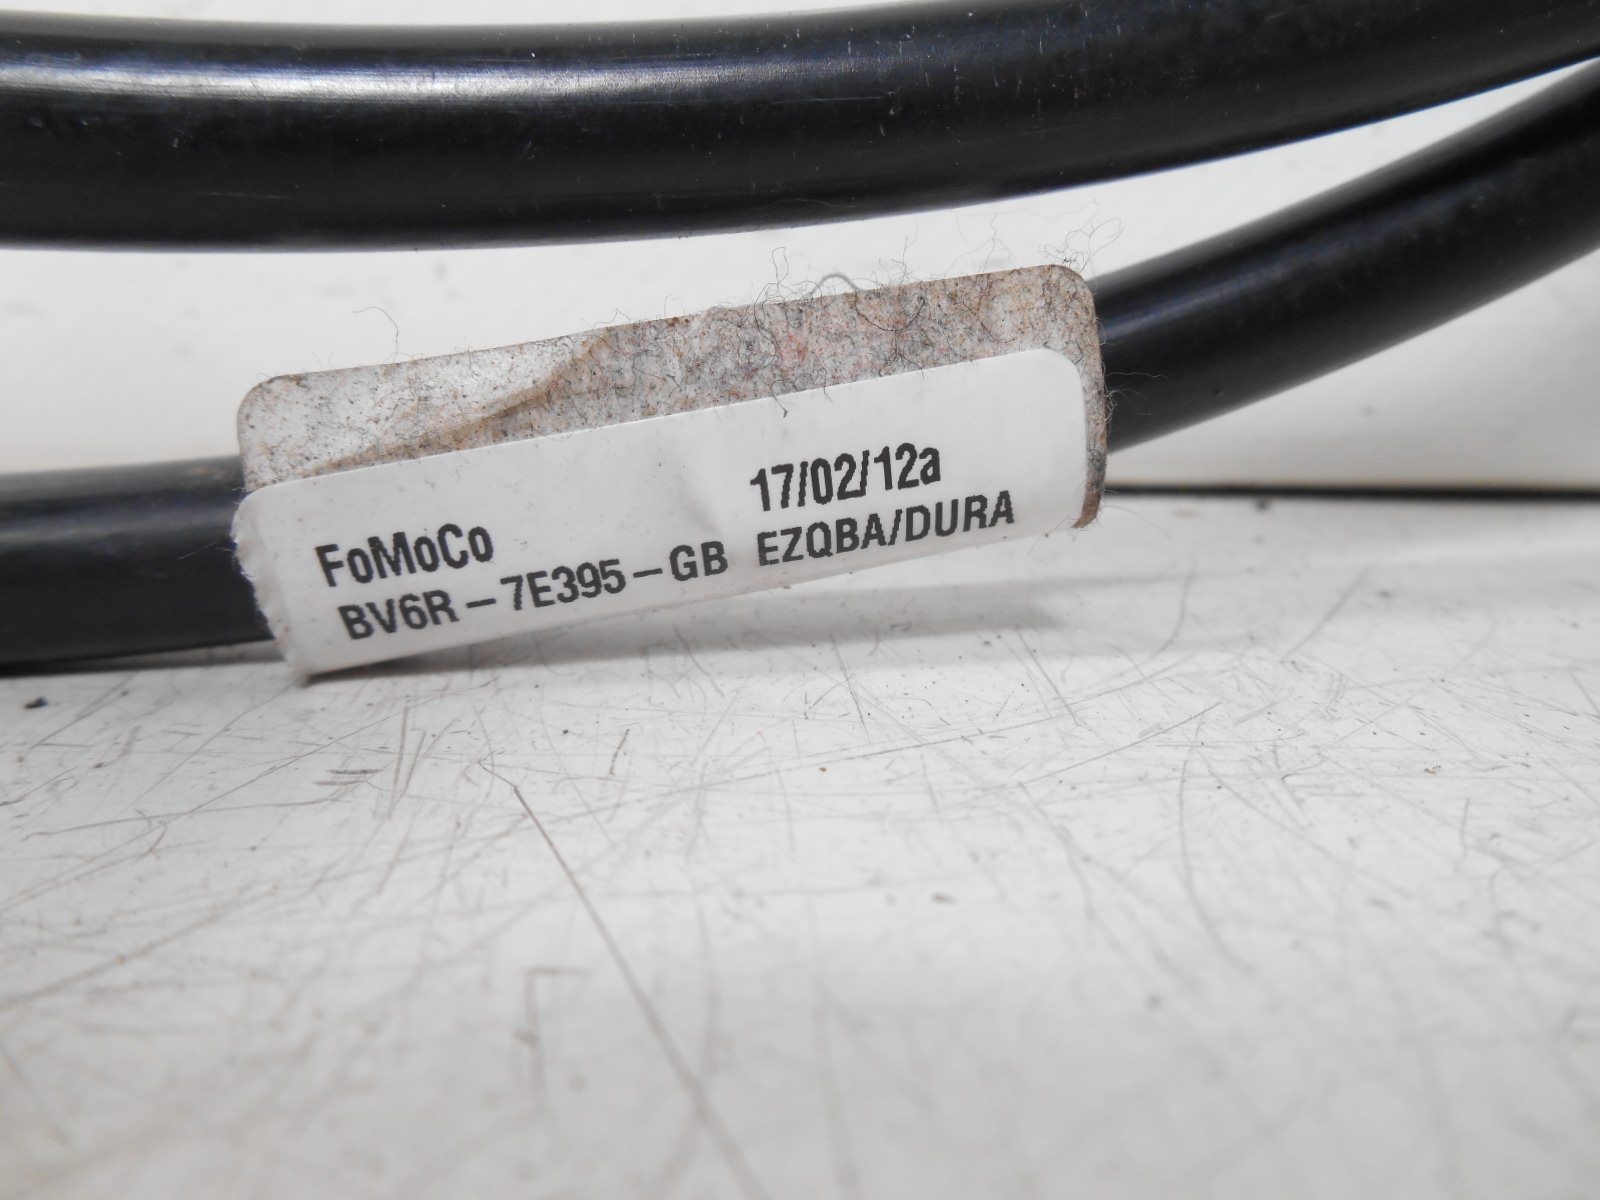 FoMoCo 17/02/12a
BV6R-7E395-GB EZQBA/DURA